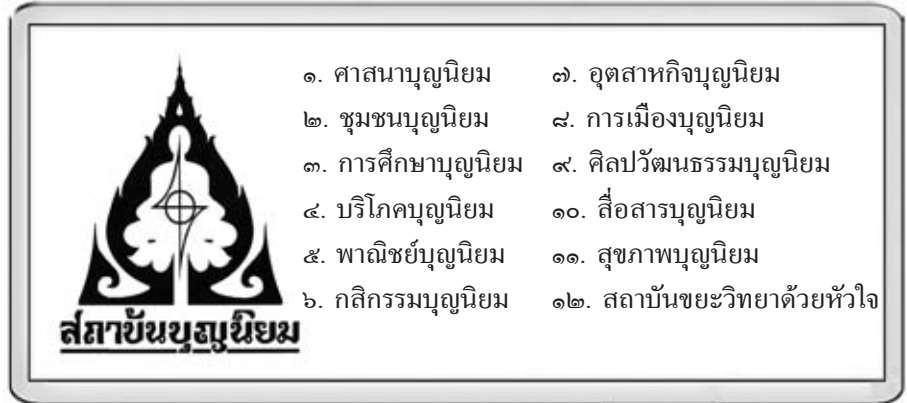 ๑. ศาสนาบุญนิยม
๒. ชุมชนบุญนิยม
๓. การศึกษาบุญนิยม
๔. บริโภคบุญนิยม
๕. พาณิชย์บุญนิยม
๖. กสิกรรมบุญนิยม
๗. อุตสาหกิจบุญนิยม
๘. การเมืองบุญนิยม
๙. ศิลปวัฒนธรรมบุญนิยม
๑๐. สื่อสารบุญนิยม
๑๑. สุขภาพบุญนิยม
๑๒. สถาบันขยะวิทยาด้วยหัวใจ
สถาบันบุญนิยม